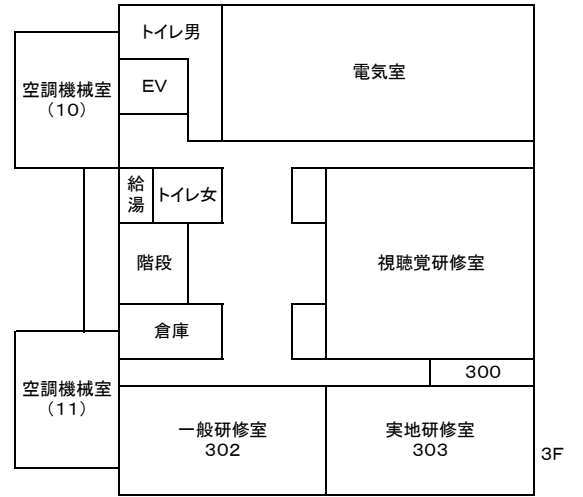 トイレ男
電気室
空調機械室
（10）
EV
給
湯
トイレ女
階段
視聴覚研修室
倉庫
300
空調機械室
（11）
一般研修室
302
実地研修室
303
3F